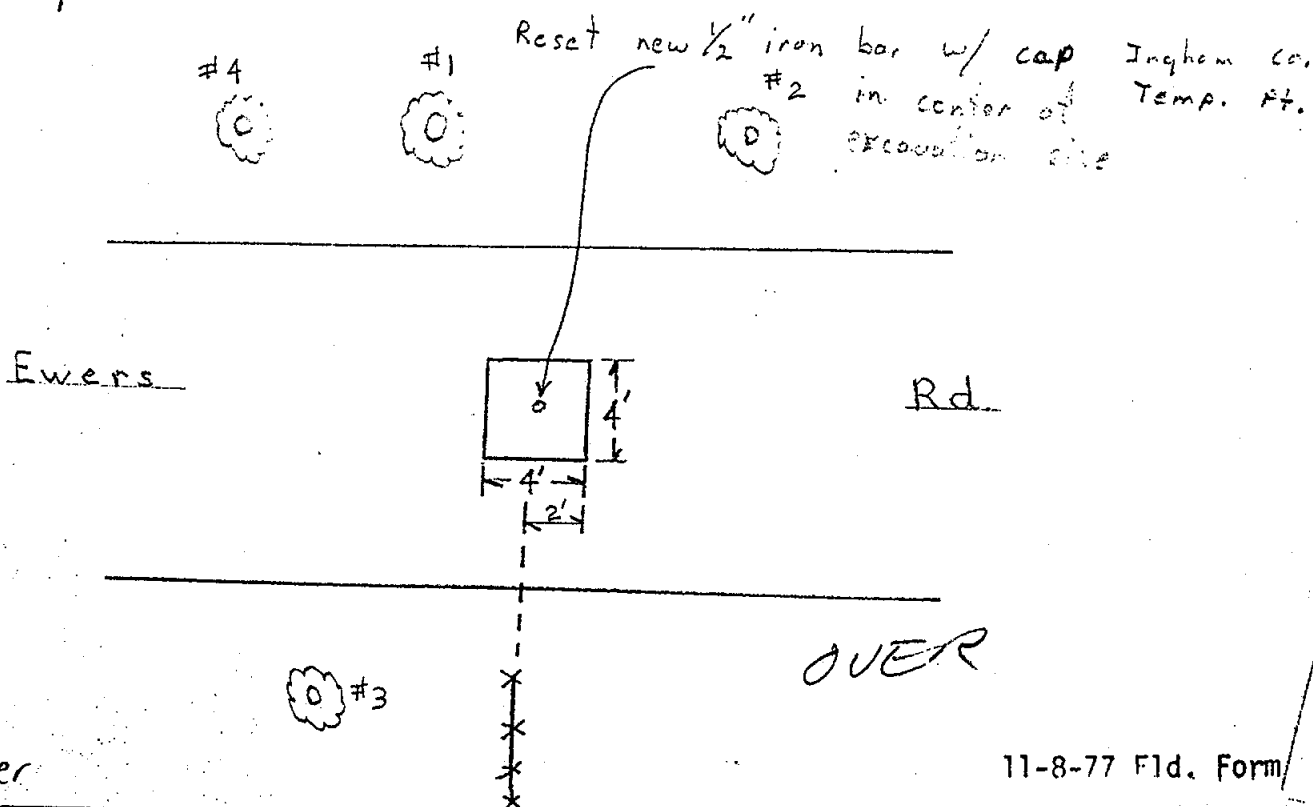 Reset new 1/2" iron bar w/ cap Ingham Co.
in center of Temp. Pt.
excavation site
#4
#1
#2
Ewers
Rd.
4'
4'
2'
OVER
#3
11-8-77 Fld. Form